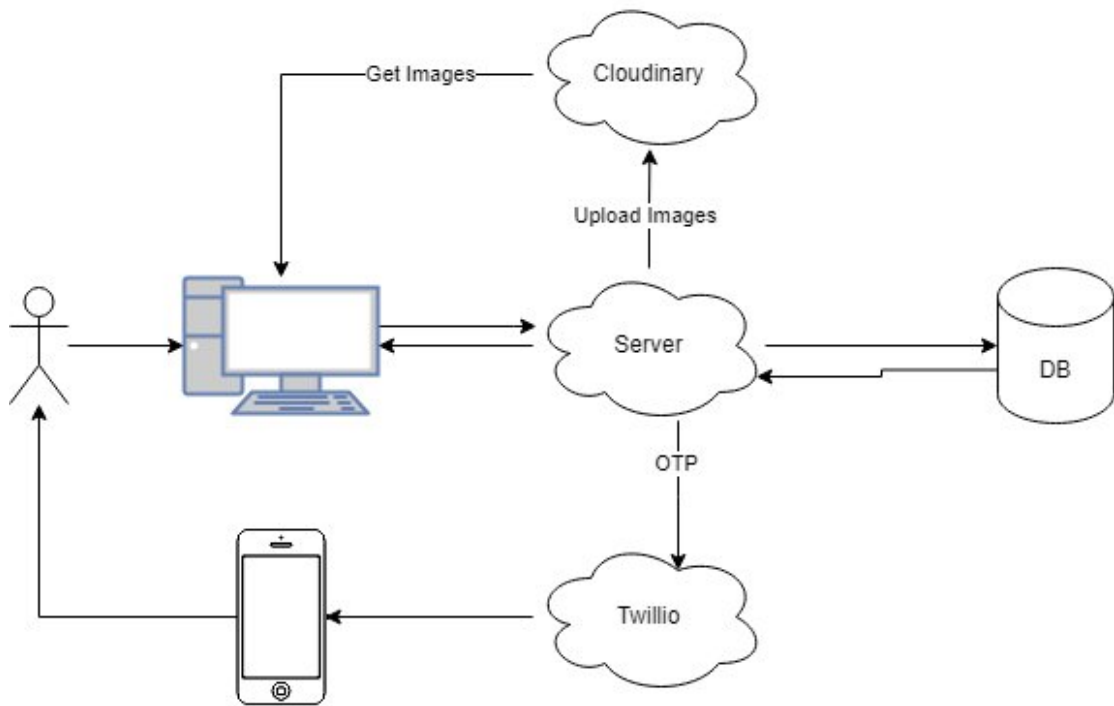 Cloudinary
Get Images
Upload Images
Server
DB
OTP
Twillio